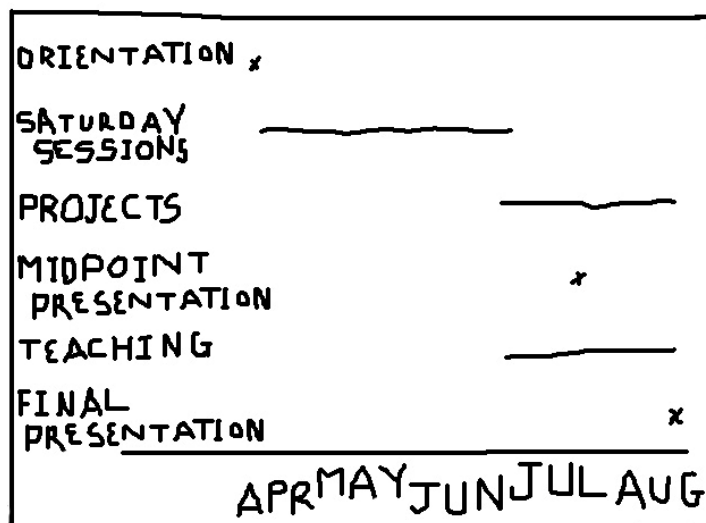 ORIENTATION x
SATURDAY
SESSIONS
PROJECTS
MIDPOINT
PRESENTATION x
TEACHING
FINAL
PRESENTATION x
APR MAY JUN JUL AUG